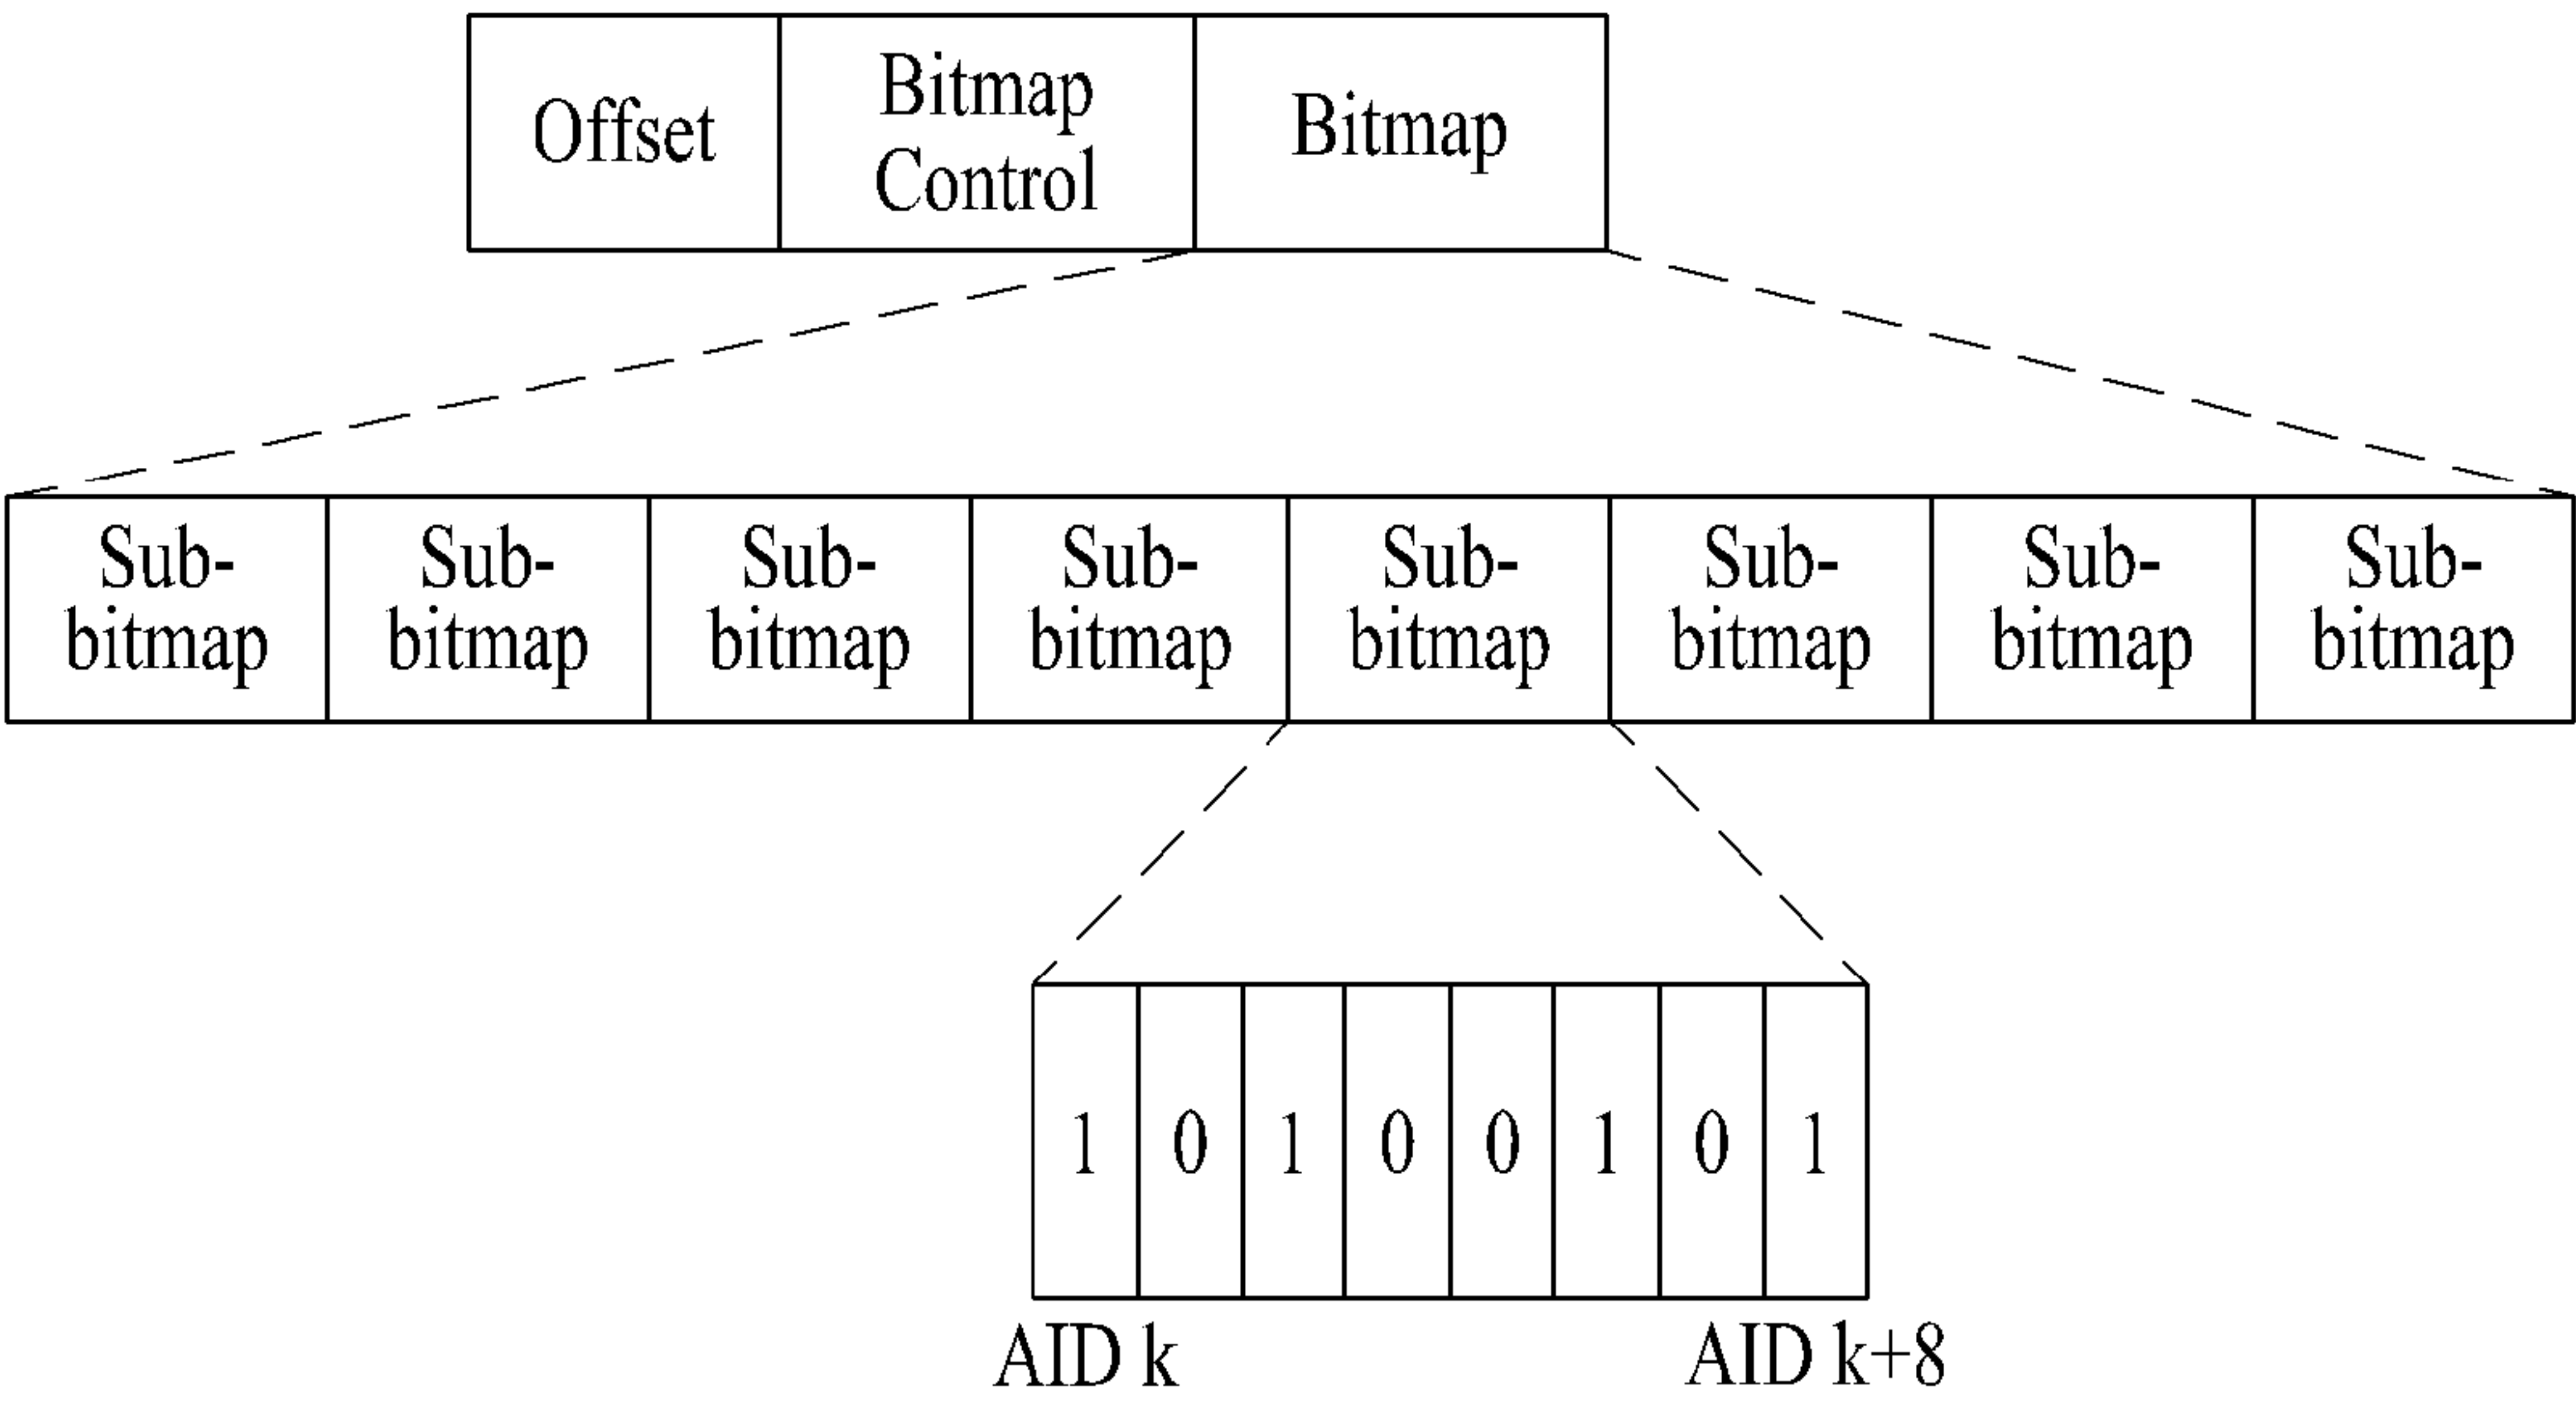 Offset
Bitmap
Control
Bitmap
Sub-
bitmap
Sub-
bitmap
Sub-
bitmap
Sub-
bitmap
Sub-
bitmap
Sub-
bitmap
Sub-
bitmap
Sub-
bitmap
1 0 1 0 0 1 0 1
AID k
AID k+8